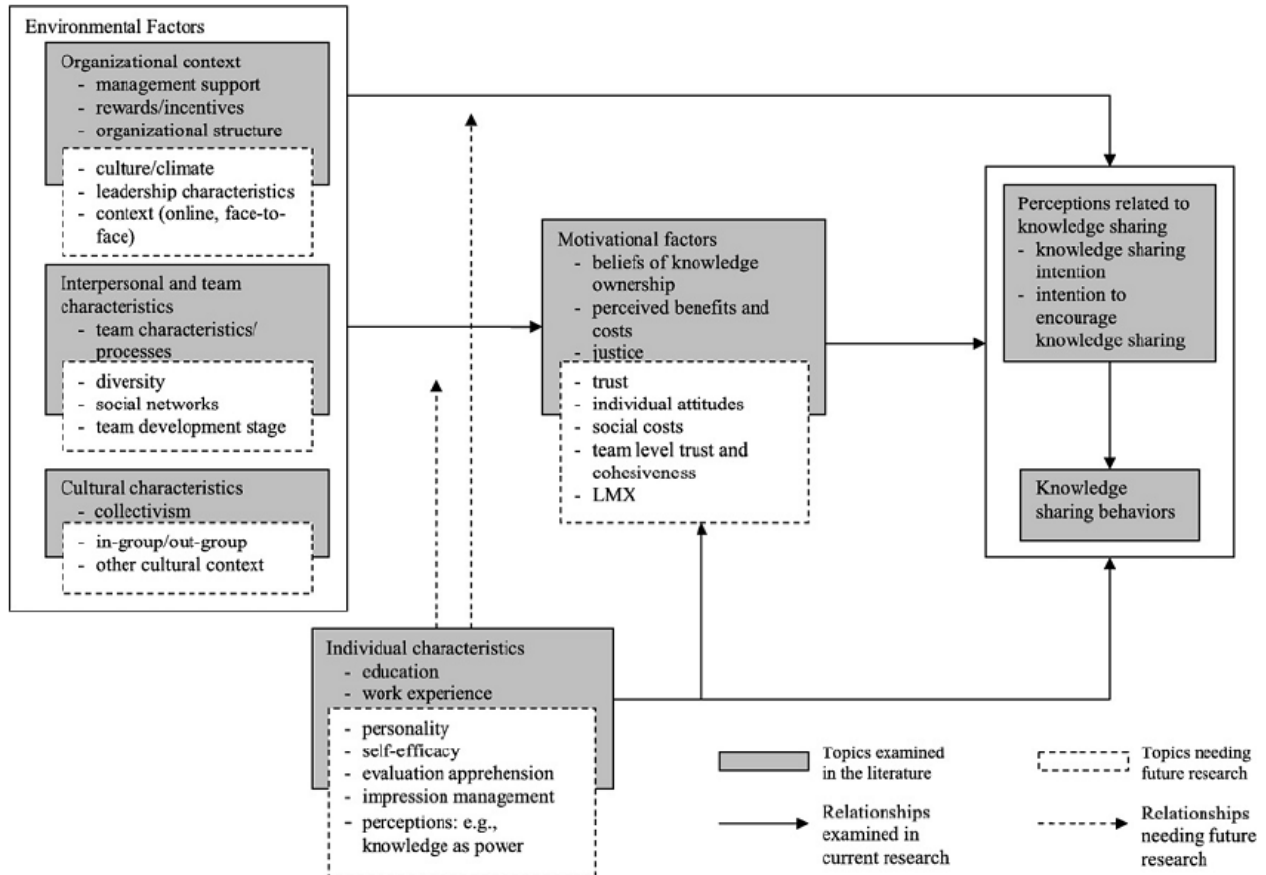 Environmental Factors
Organizational context
- management support
- rewards/incentives
- organizational structure
- culture/climate
- leadership characteristics
- context (online, face-to-
face)
Interpersonal and team
characteristics
- team characteristics/
processes
- diversity
- social networks
- team development stage
Cultural characteristics
- collectivism
- in-group/out-group
- other cultural context
Motivational factors
- beliefs of knowledge
ownership
- perceived benefits and
costs
- justice
- trust
- individual attitudes
- social costs
- team level trust and
cohesiveness
- LMX
Individual characteristics
- education
- work experience
- personality
- self-efficacy
- evaluation apprehension
- impression management
- perceptions: e.g.,
knowledge as power
Perceptions related to
knowledge sharing
- knowledge sharing
intention
- intention to
encourage
knowledge sharing
Knowledge
sharing behaviors
Topics examined
in the literature
Topics needing
future research
Relationships
examined in
current research
Relationships
needing future
research